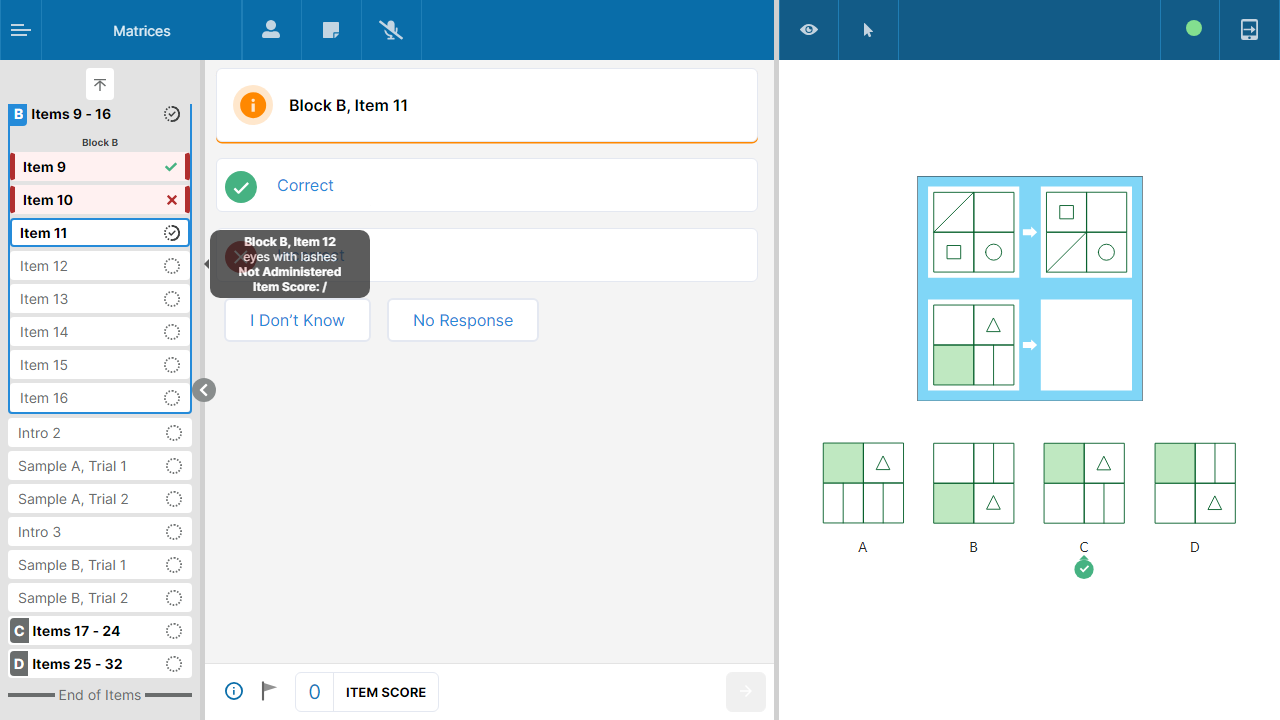 Matrices
B Items 9 - 16
Block B
Item 9
Item 10
Item 11
Item 12
Item 13
Item 14
Item 15
Item 16
Intro 2
Sample A, Trial 1
Sample A, Trial 2
Intro 3
Sample B, Trial 1
Sample B, Trial 2
C Items 17 - 24
D Items 25 - 32
End of Items
Block B, Item 11
Correct
Block B, Item 12
eyes with lashes
Not Administered
Item Score: /
I Don’t Know
No Response
0 ITEM SCORE
A B C D